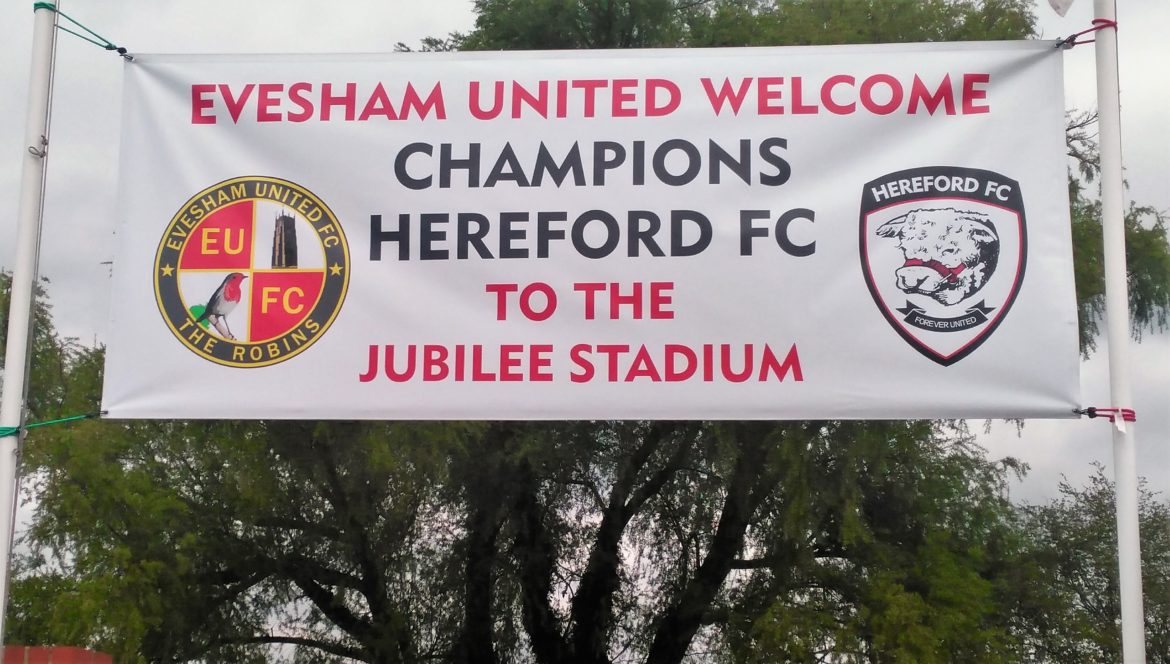 EVESHAM UNITED WELCOME
CHAMPIONS
HEREFORD FC
TO THE
JUBILEE STADIUM
EVESHAM UNITED FC
EU
FC
THE ROBINS
HEREFORD FC
FOREVER UNITED